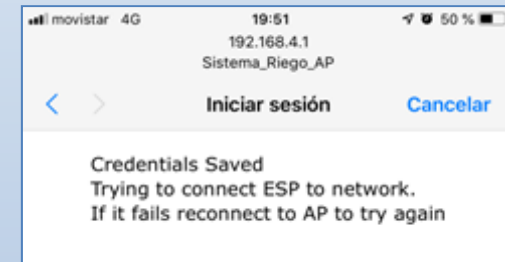 movistar 4G 19:51 50 %
192.168.4.1
Sistema_Riego_AP
Iniciar sesión Cancelar
Credentials Saved
Trying to connect ESP to network.
If it fails reconnect to AP to try again